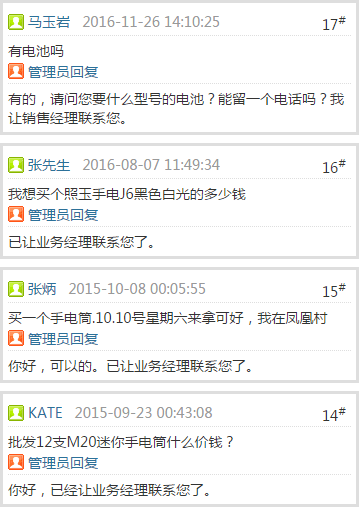 马玉岩 2016-11-26 14:10:25 17#
有电池吗
管理员回复
有的，请问您要什么型号的电池？能留一个电话吗？我
让销售经理联系您。
张先生 2016-08-07 11:49:34 16#
我想买个照玉手电J6黑色白光的多少钱
管理员回复
已让业务经理联系您了。
张炳 2015-10-08 00:05:55 15#
买一个手电筒.10.10号星期六来拿可好，我在凤凰村
管理员回复
你好，可以的。已让业务经理联系您了。
KATE 2015-09-23 00:43:08 14#
批发12支M20迷你手电筒什么价钱？
管理员回复
你好，已经让业务经理联系您了。